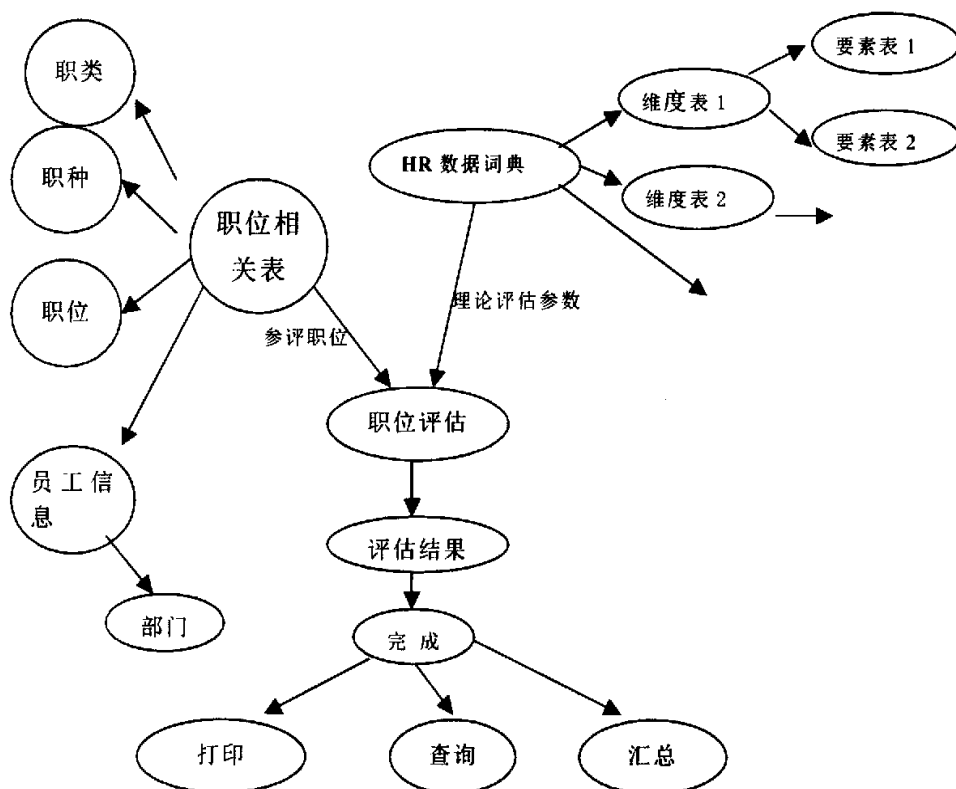 职类
要素表 1
维度表 1
要素表 2
HR 数据词典
职种
维度表 2
职位相
关表
职位
理论评估参数
参评职位
职位评估
员工信
息
评估结果
部门
完 成
打印
查询
汇总